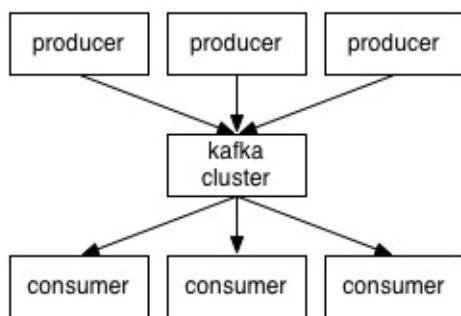 producer
producer
producer
kafka
cluster
consumer
consumer
consumer